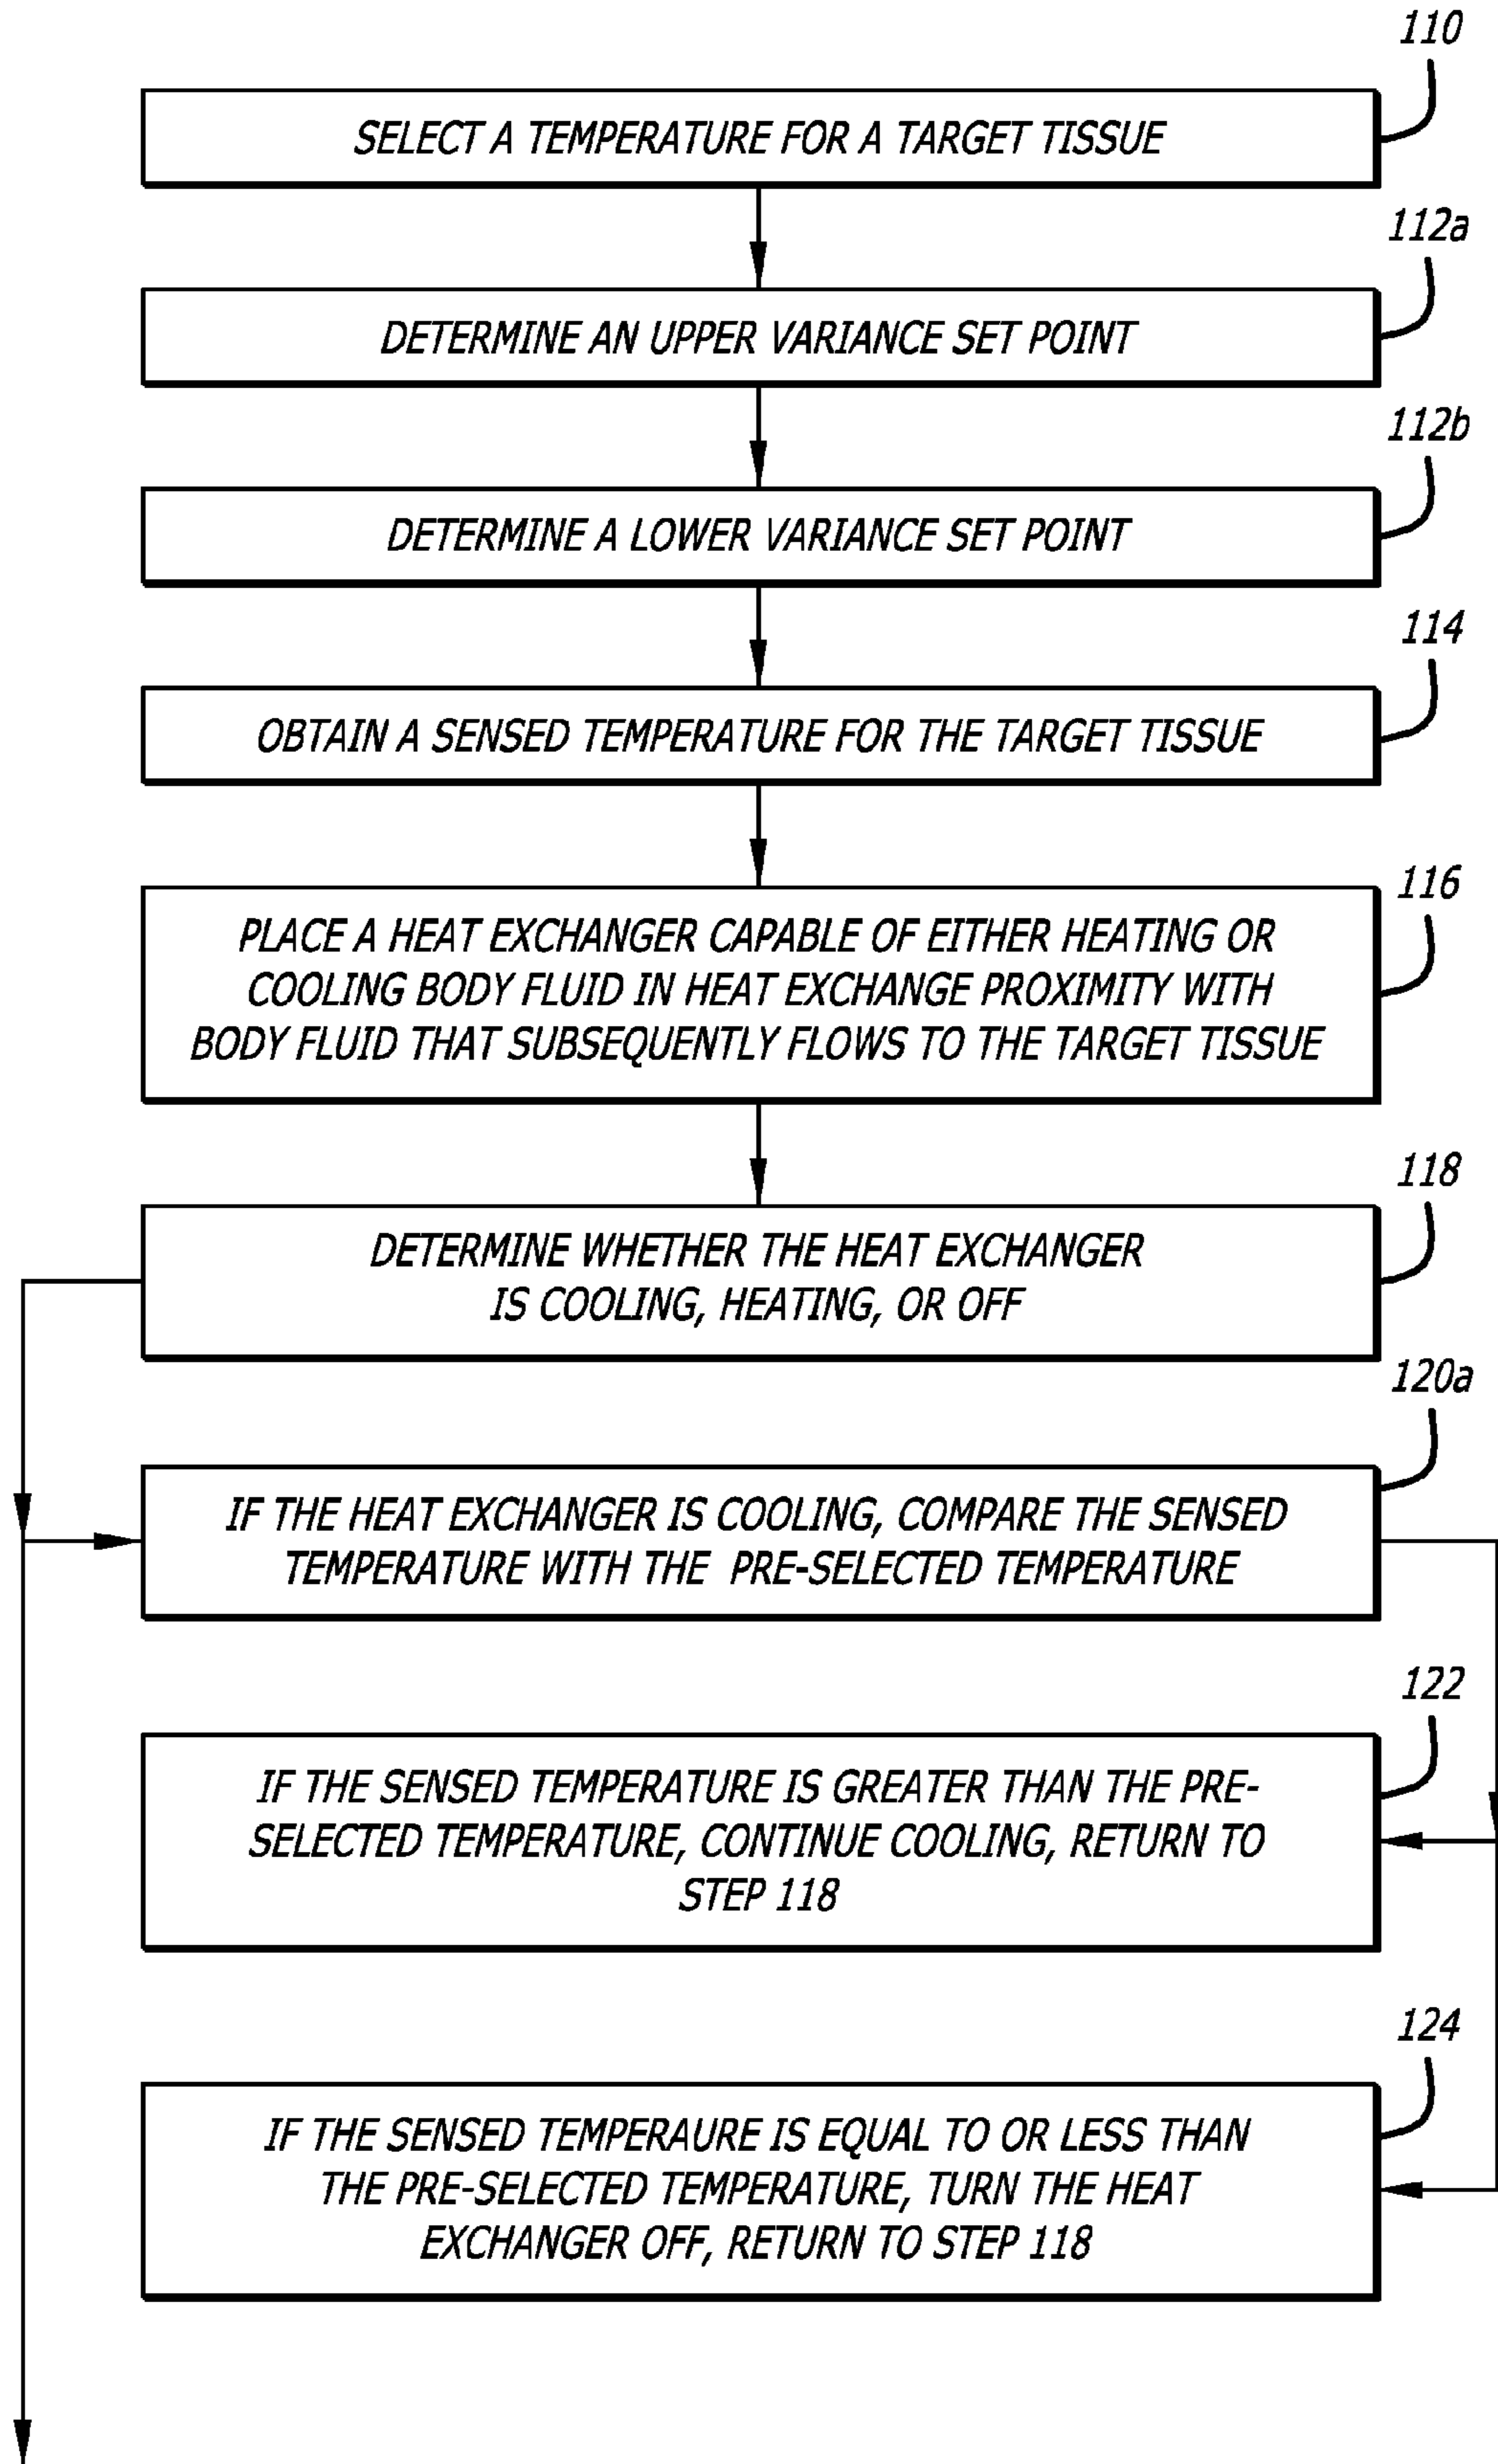 110
SELECT A TEMPERATURE FOR A TARGET TISSUE
112a
DETERMINE AN UPPER VARIANCE SET POINT
112b
DETERMINE A LOWER VARIANCE SET POINT
114
OBTAIN A SENSED TEMPERATURE FOR THE TARGET TISSUE
116
PLACE A HEAT EXCHANGER CAPABLE OF EITHER HEATING OR
COOLING BODY FLUID IN HEAT EXCHANGE PROXIMITY WITH
BODY FLUID THAT SUBSEQUENTLY FLOWS TO THE TARGET TISSUE
118
DETERMINE WHETHER THE HEAT EXCHANGER
IS COOLING, HEATING, OR OFF
120a
IF THE HEAT EXCHANGER IS COOLING, COMPARE THE SENSED
TEMPERATURE WITH THE PRE-SELECTED TEMPERATURE
122
IF THE SENSED TEMPERATURE IS GREATER THAN THE PRE-
SELECTED TEMPERATURE, CONTINUE COOLING, RETURN TO
STEP 118
124
IF THE SENSED TEMPERAURE IS EQUAL TO OR LESS THAN
THE PRE-SELECTED TEMPERATURE, TURN THE HEAT
EXCHANGER OFF, RETURN TO STEP 118